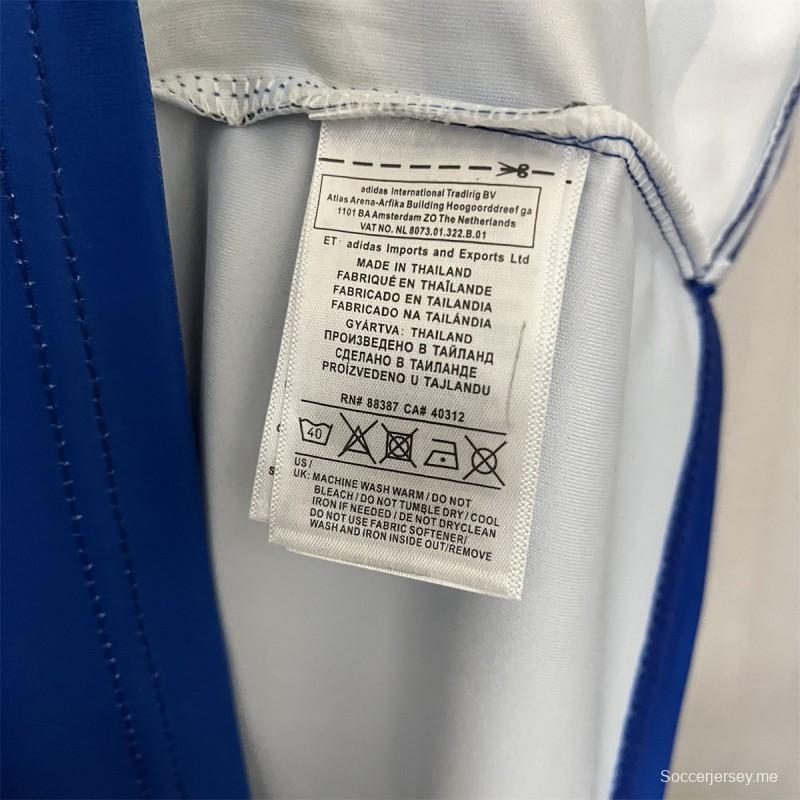 adidas International Tradirig BV
Atlas Arena-Arfika Building Hoogoorddreef ga
1101 BA Amsterdam ZO The Netherlands
VAT NO. NL 8073.01.322.B.01
ET· adidas Imports and Exports Ltd
MADE IN THAILAND
FABRIQUÉ EN THAÏLANDE
FABRICADO EN TAILANDIA
FABRICADO NA TAILÁNDIA
GYÁRTVA: THAILAND
ПРОИЗВЕДЕНО В ТАЙЛАНД
СДЕЛАНО В ТАИЛАНДЕ
PROÍZVEDENO U TAJLANDU
RN# 88387 CA# 40312
40
US /
UK: MACHINE WASH WARM / DO NOT
BLEACH / DO NOT TUMBLE DRY / COOL
IRON IF NEEDED / DE NOT DRYCLEAN
DO NOT USE FABRIC SOFTENER/
WASH AND IRON INSIDE OUT/REMOVE
Soccerjersey.me